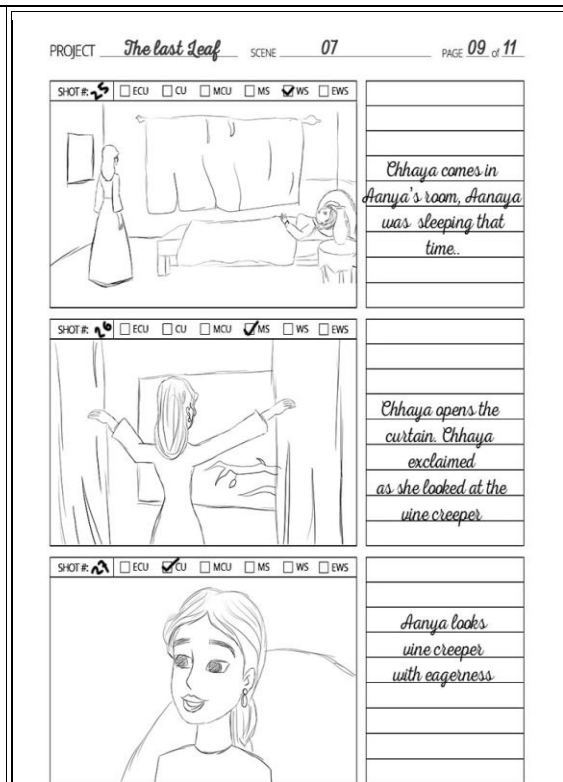 PROJECT The last Leaf SCENE 07 PAGE 09 of 11
SHOT #: 25 ECU CU MCU MS WS EWS
Chhaya comes in
Aanya's room, Aanaya
was sleeping that
time..
SHOT #: 26 ECU CU MCU MS WS EWS
Chhaya opens the
curtain. Chhaya
exclaimed
as she looked at the
vine creeper
SHOT #: 27 ECU CU MCU MS WS EWS
Aanya looks
vine creeper
with eagerness